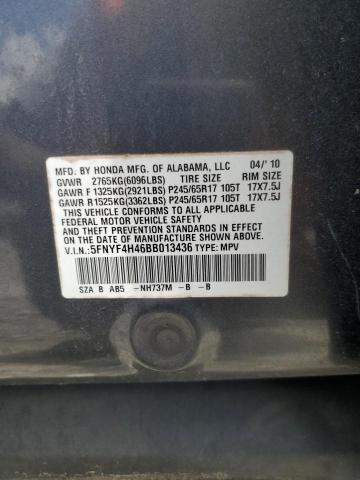 MFD. BY HONDA MFG. OF ALABAMA, LLC 04/'10
GVWR 2765KG(6096LBS) TIRE SIZE RIM SIZE
GAWR F 1325KG(2921LBS) P245/65R17 105T 17X7.5J
GAWR R1525KG(3362LBS) P245/65R17 105T 17X7.5J
THIS VEHICLE CONFORMS TO ALL APPLICABLE
FEDERAL MOTOR VEHICLE SAFETY
AND THEFT PREVENTION STANDARDS IN EFFECT
ON THE DATE OF MANUFACTURE SHOWN ABOVE.
V.I.N.:5FNYF4H46BB013436 TYPE: MPV
SZA B AB5 -NH737M -B -B